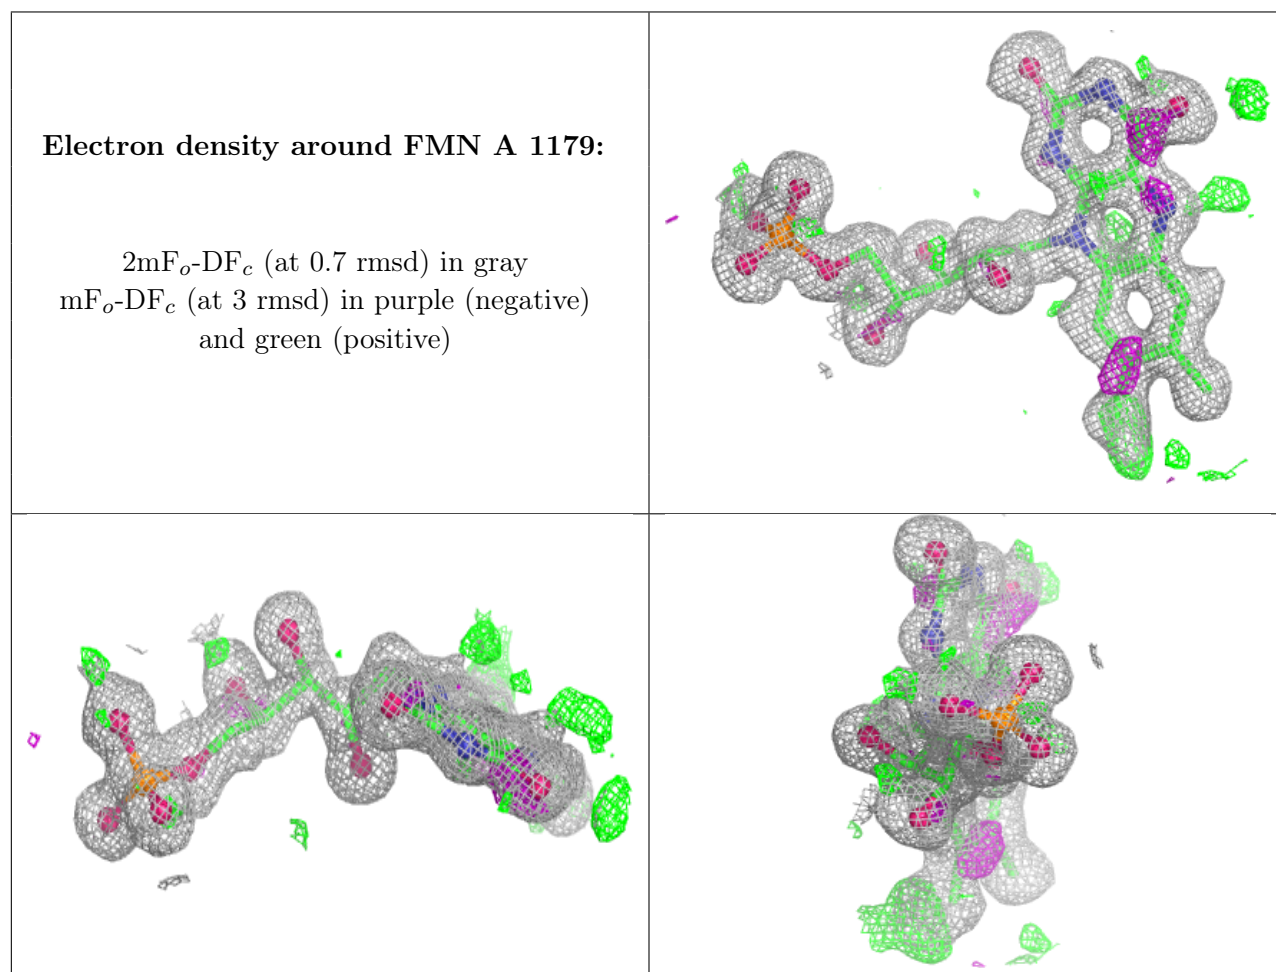 Electron density around FMN A 1179:
2mFo-DFc (at 0.7 rmsd) in gray
mFo-DFc (at 3 rmsd) in purple (negative)
and green (positive)